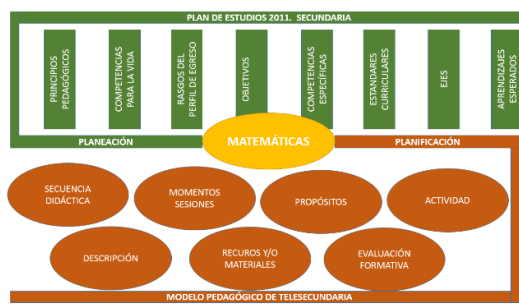 PLAN DE ESTUDIOS 2011. SECUNDARIA
PRINCIPIOS
PEDAGÓGICOS
COMPETENCIAS
PARA LA VIDA
RASGOS DEL
PERFIL DE EGRESO
OBJETIVOS
COMPETENCIAS
ESPECÍFICAS
ESTANDARES
CURRICULARES
EJES
APRENDIZAJES
ESPERADOS
PLANEACIÓN
MATEMÁTICAS
PLANIFICACIÓN
SECUENCIA
DIDÁCTICA
MOMENTOS
SESIONES
PROPÓSITOS
ACTIVIDAD
DESCRIPCIÓN
RECUROS Y/O
MATERIALES
EVALUACIÓN
FORMATIVA
MODELO PEDAGÓGICO DE TELESECUNDARIA